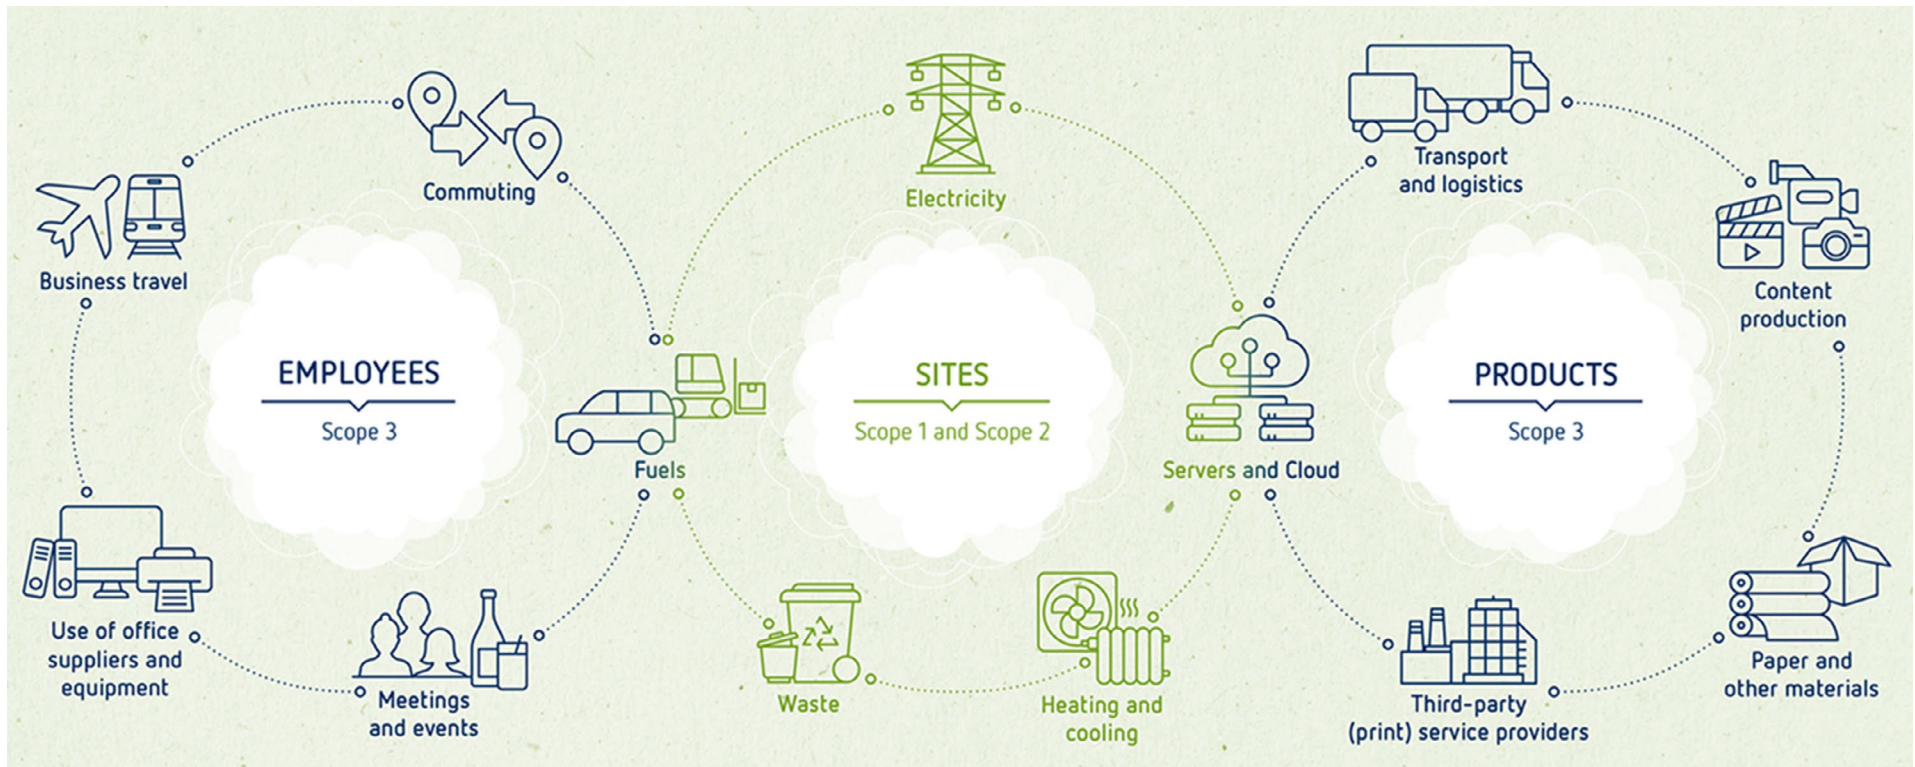 EMPLOYEES
Scope 3
Commuting
Business travel
Use of office
suppliers and
equipment
Meetings
and events
Fuels
SITES
Scope 1 and Scope 2
Electricity
Waste
Heating and
cooling
Servers and Cloud
PRODUCTS
Scope 3
Transport
and logistics
Content
production
Paper and
other materials
Third-party
(print) service providers